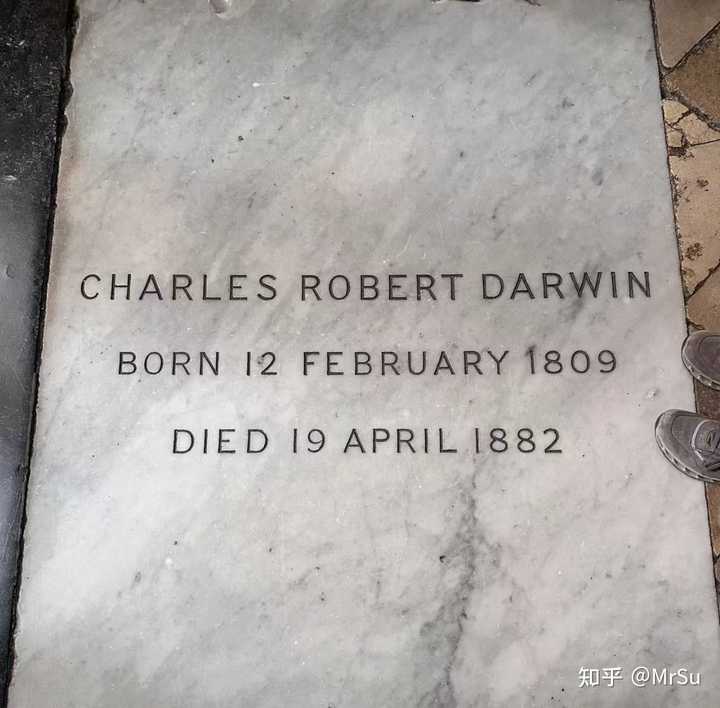 CHARLES ROBERT DARWIN
BORN 12 FEBRUARY 1809
DIED 19 APRIL 1882
知乎 @MrSu